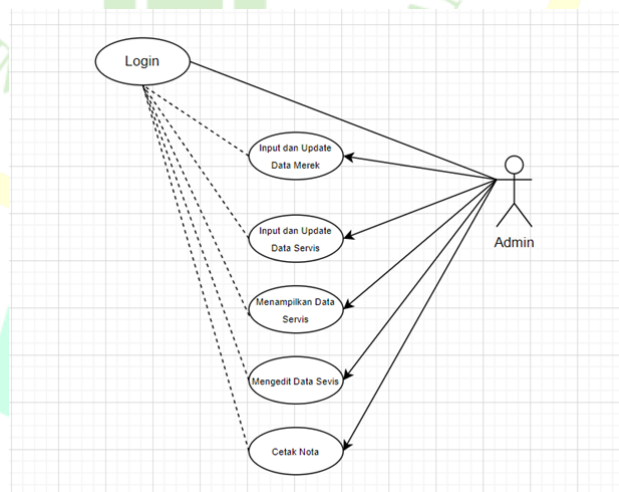 Login
Input dan Update
Data Merek
Admin
Input dan Update
Data Servis
Menampilkan Data
Servis
Mengedit Data Sevis
Cetak Nota